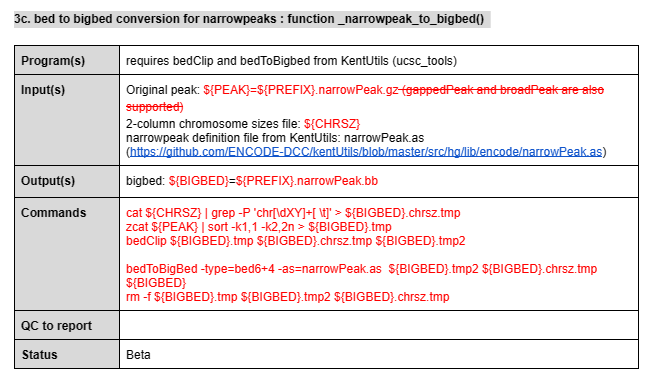 3c. bed to bigbed conversion for narrowpeaks : function _narrowpeak_to_bigbed()
Program(s)
requires bedClip and bedToBigbed from KentUtils (ucsc_tools)
Input(s)
Original peak: ${PEAK}=${PREFIX}.narrowPeak.gz (gappedPeak and broadPeak are also
supported)
2-column chromosome sizes file: ${CHRSZ}
narrowpeak definition file from KentUtils: narrowPeak.as
(https://github.com/ENCODE-DCC/kentUtils/blob/master/src/hg/lib/encode/narrowPeak.as)
Output(s)
bigbed: ${BIGBED}=${PREFIX}.narrowPeak.bb
Commands
cat ${CHRSZ} | grep -P 'chr[\dXY]+[ \t]' > ${BIGBED}.chrsz.tmp
zcat ${PEAK} | sort -k1,1 -k2,2n > ${BIGBED}.tmp
bedClip ${BIGBED}.tmp ${BIGBED}.chrsz.tmp ${BIGBED}.tmp2
bedToBigBed -type=bed6+4 -as=narrowPeak.as ${BIGBED}.tmp2 ${BIGBED}.chrsz.tmp
${BIGBED}
rm -f ${BIGBED}.tmp ${BIGBED}.tmp2 ${BIGBED}.chrsz.tmp
QC to report
Status
Beta